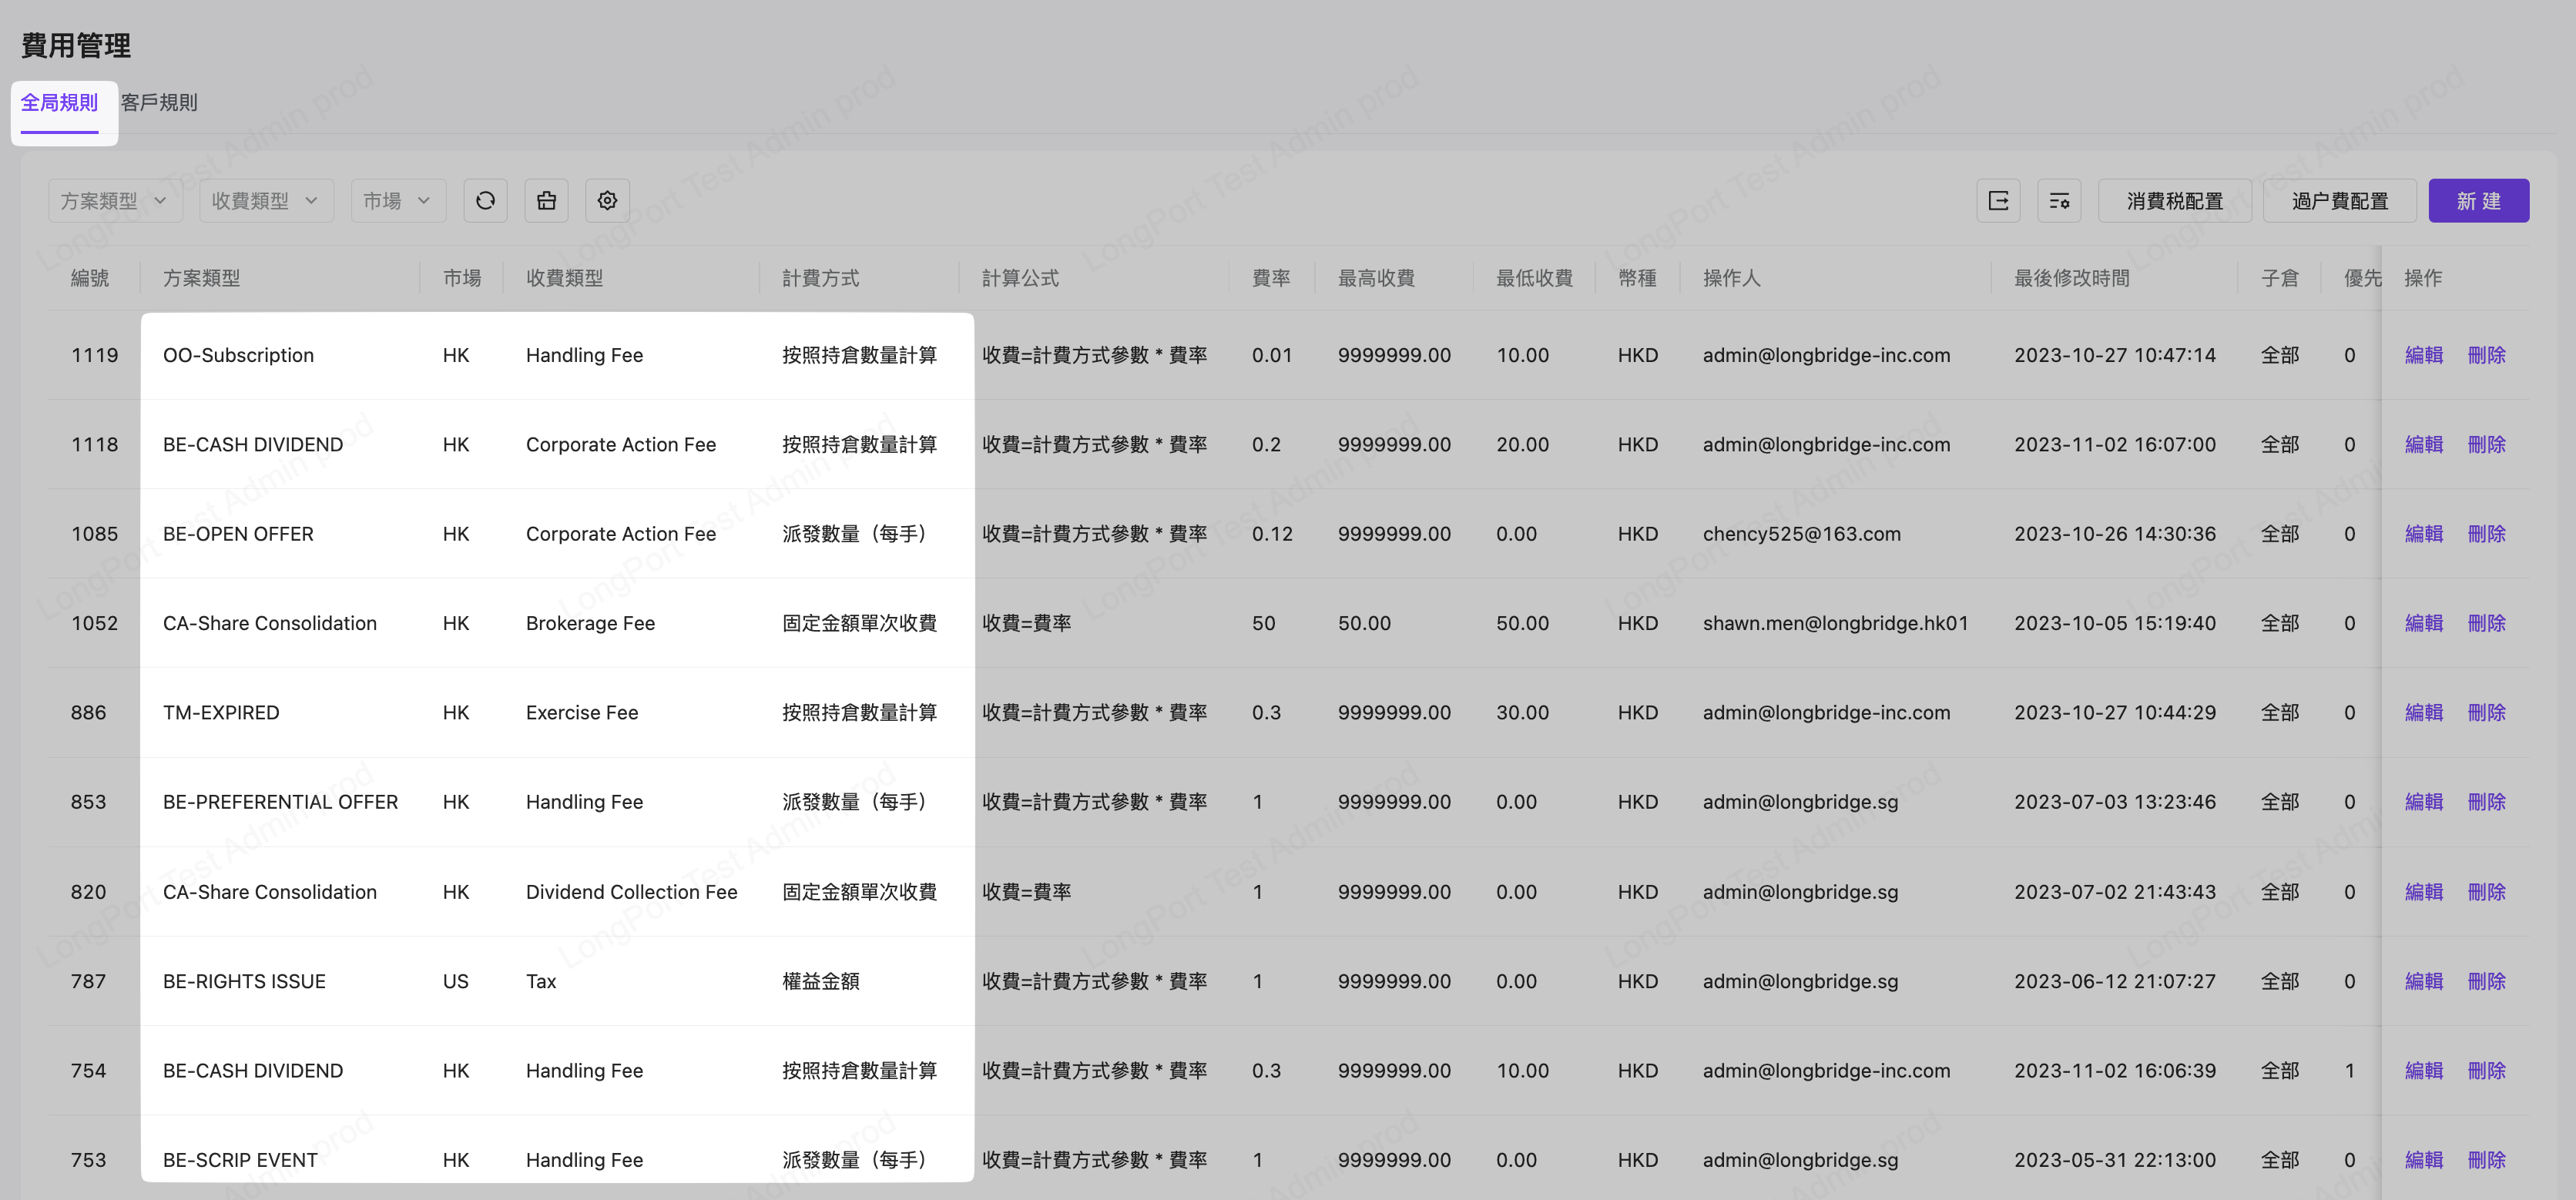 費用管理
全局規則 客戶規則
方案類型 收費類型 市場 消費税配置 過户費配置 新 建
編號 方案類型 市場 收費類型 計費方式 計算公式 費率 最高收費 最低收費 幣種 操作人 最後修改時間 子倉 優先 操作
1119 OO-Subscription HK Handling Fee 按照持倉數量計算 收費=計費方式參數 * 費率 0.01 9999999.00 10.00 HKD admin@longbridge-inc.com 2023-10-27 10:47:14 全部 0 編輯 刪除
1118 BE-CASH DIVIDEND HK Corporate Action Fee 按照持倉數量計算 收費=計費方式參數 * 費率 0.2 9999999.00 20.00 HKD admin@longbridge-inc.com 2023-11-02 16:07:00 全部 0 編輯 刪除
1085 BE-OPEN OFFER HK Corporate Action Fee 派發數量（每手） 收費=計費方式參數 * 費率 0.12 9999999.00 0.00 HKD chency525@163.com 2023-10-26 14:30:36 全部 0 編輯 刪除
1052 CA-Share Consolidation HK Brokerage Fee 固定金額單次收費 收費=費率 50 50.00 50.00 HKD shawn.men@longbridge.hk01 2023-10-05 15:19:40 全部 0 編輯 刪除
886 TM-EXPIRED HK Exercise Fee 按照持倉數量計算 收費=計費方式參數 * 費率 0.3 9999999.00 30.00 HKD admin@longbridge-inc.com 2023-10-27 10:44:29 全部 0 編輯 刪除
853 BE-PREFERENTIAL OFFER HK Handling Fee 派發數量（每手） 收費=計費方式參數 * 費率 1 9999999.00 0.00 HKD admin@longbridge.sg 2023-07-03 13:23:46 全部 0 編輯 刪除
820 CA-Share Consolidation HK Dividend Collection Fee 固定金額單次收費 收費=費率 1 9999999.00 0.00 HKD admin@longbridge.sg 2023-07-02 21:43:43 全部 0 編輯 刪除
787 BE-RIGHTS ISSUE US Tax 權益金額 收費=計費方式參數 * 費率 1 9999999.00 0.00 HKD admin@longbridge.sg 2023-06-12 21:07:27 全部 0 編輯 刪除
754 BE-CASH DIVIDEND HK Handling Fee 按照持倉數量計算 收費=計費方式參數 * 費率 0.3 9999999.00 10.00 HKD admin@longbridge-inc.com 2023-11-02 16:06:39 全部 1 編輯 刪除
753 BE-SCRIP EVENT HK Handling Fee 派發數量（每手） 收費=計費方式參數 * 費率 1 9999999.00 0.00 HKD admin@longbridge.sg 2023-05-31 22:13:00 全部 0 編輯 刪除
LongPort Test Admin prod